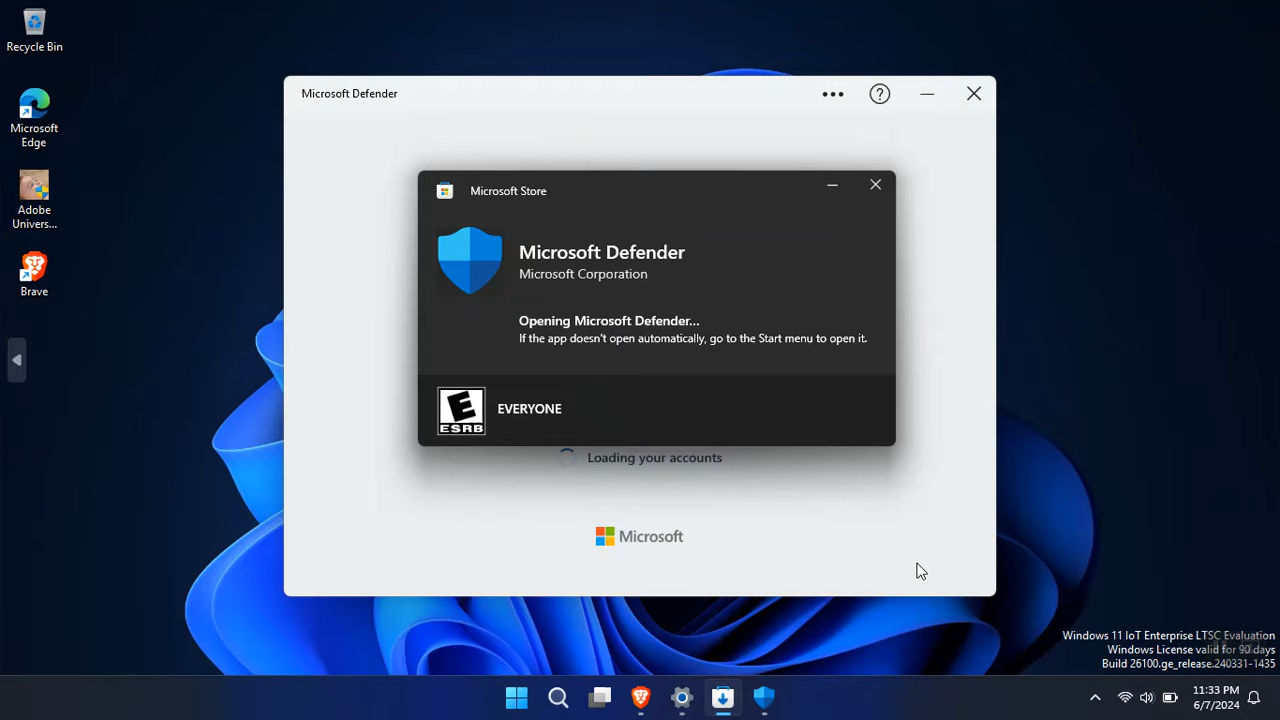 Recycle Bin
Microsoft
Edge
Adobe
Univers...
Brave
Microsoft Defender
Microsoft Store
Microsoft Defender
Microsoft Corporation
Opening Microsoft Defender...
If the app doesn't open automatically, go to the Start menu to open it.
E
ESRB
EVERYONE
Loading your accounts
Microsoft
Windows 11 IoT Enterprise LTSC Evaluation
Windows License valid for 90 days
Build 26100.ge_release.240331-1435
11:33 PM
6/7/2024